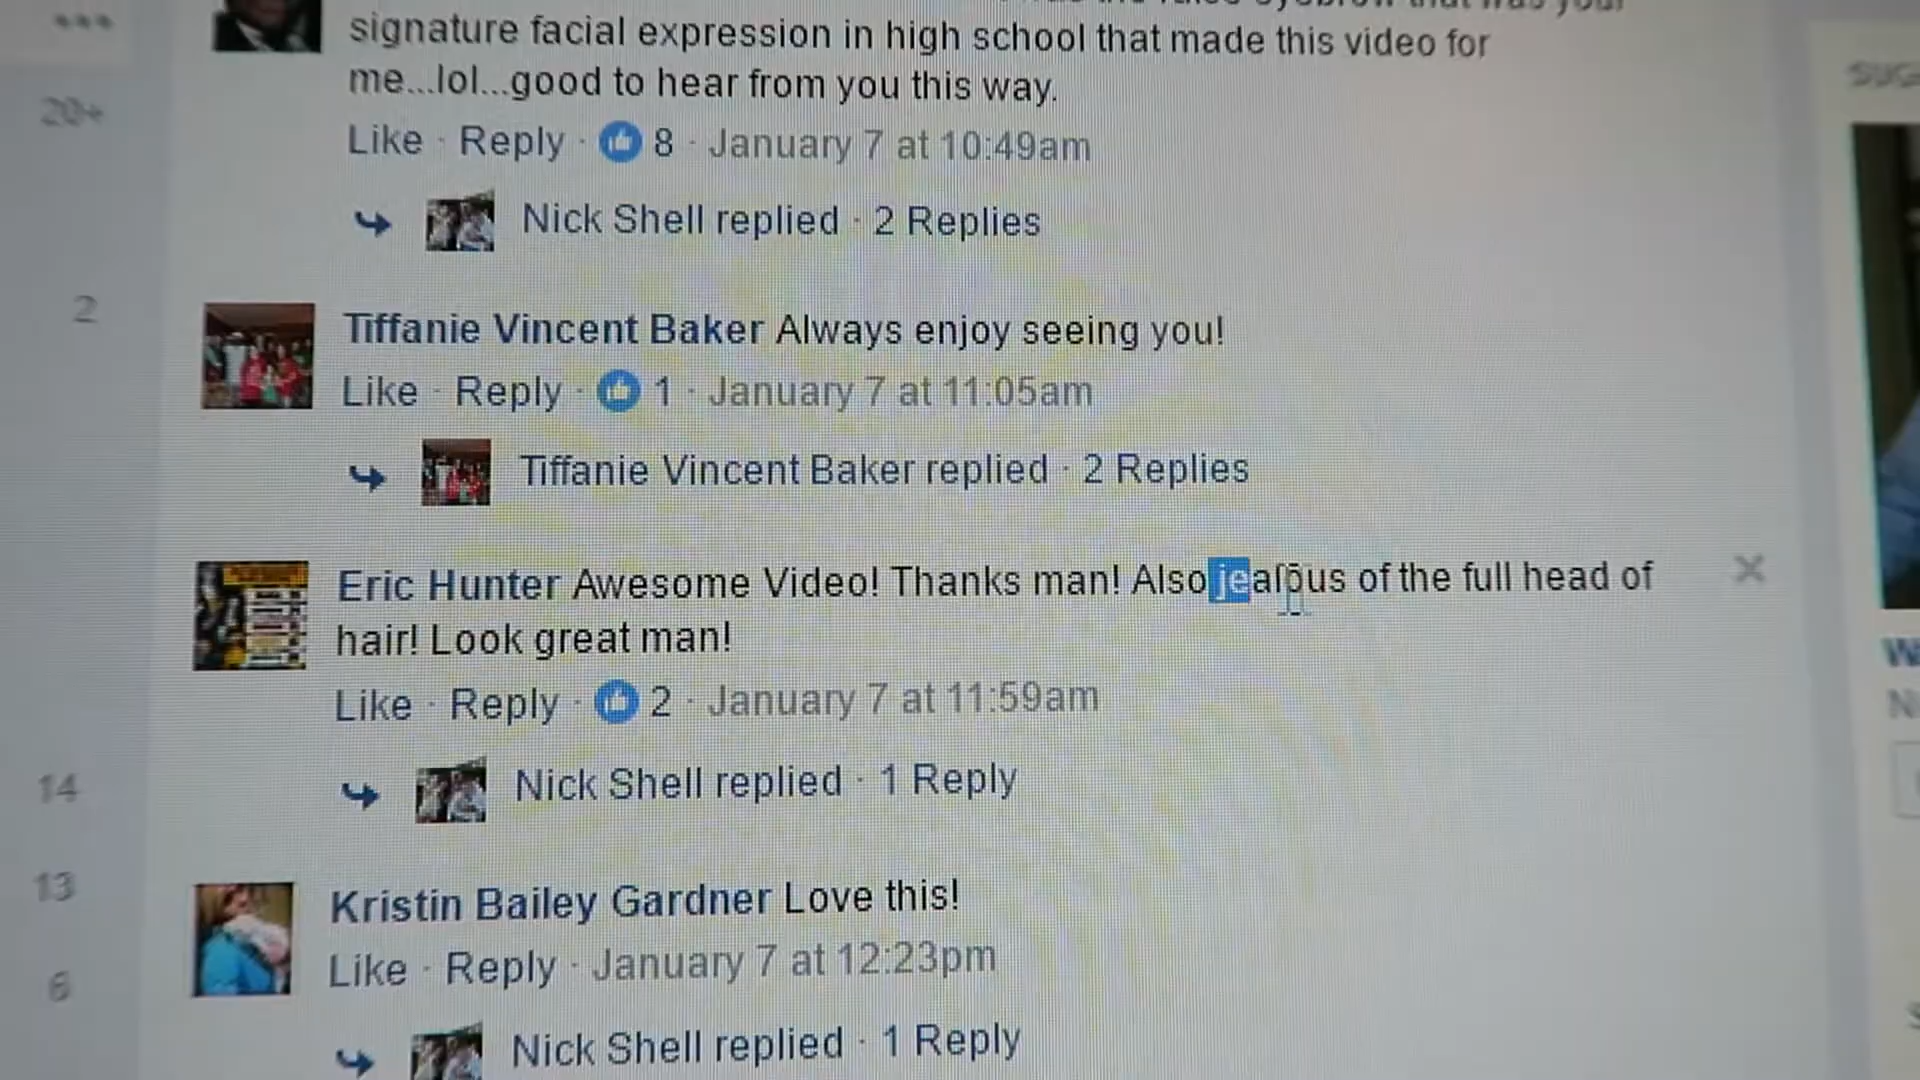 signature facial expression in high school that made this video for
me...lol...good to hear from you this way.
Like · Reply · 8 · January 7 at 10:49am
20+
Nick Shell replied · 2 Replies
2
Tiffanie Vincent Baker Always enjoy seeing you!
Like · Reply · 1 · January 7 at 11:05am
Tiffanie Vincent Baker replied · 2 Replies
Eric Hunter Awesome Video! Thanks man! Also jealous of the full head of
hair! Look great man!
Like · Reply · 2 · January 7 at 11:59am
Nick Shell replied · 1 Reply
14
13
Kristin Bailey Gardner Love this!
Like · Reply · January 7 at 12:23pm
6
Nick Shell replied · 1 Reply